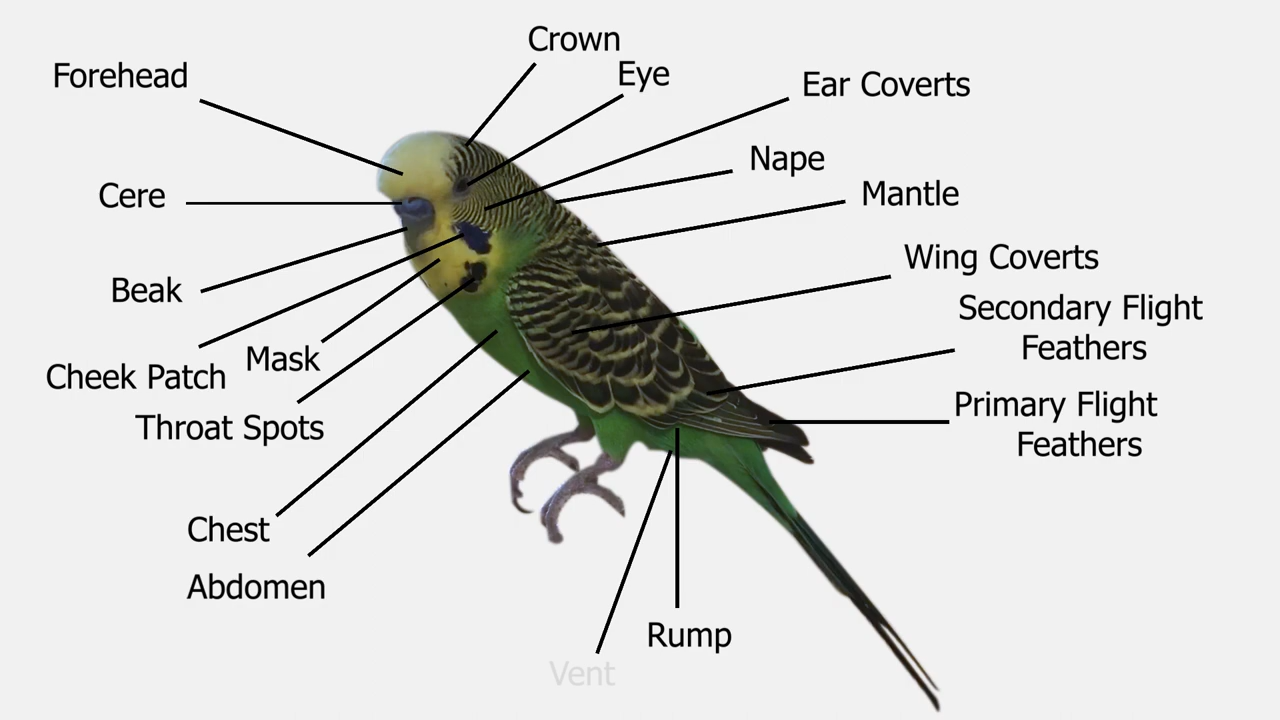 Crown
Eye
Forehead
Ear Coverts
Nape
Cere
Mantle
Wing Coverts
Beak
Secondary Flight
Feathers
Mask
Cheek Patch
Primary Flight
Feathers
Throat Spots
Chest
Abdomen
Rump
Vent